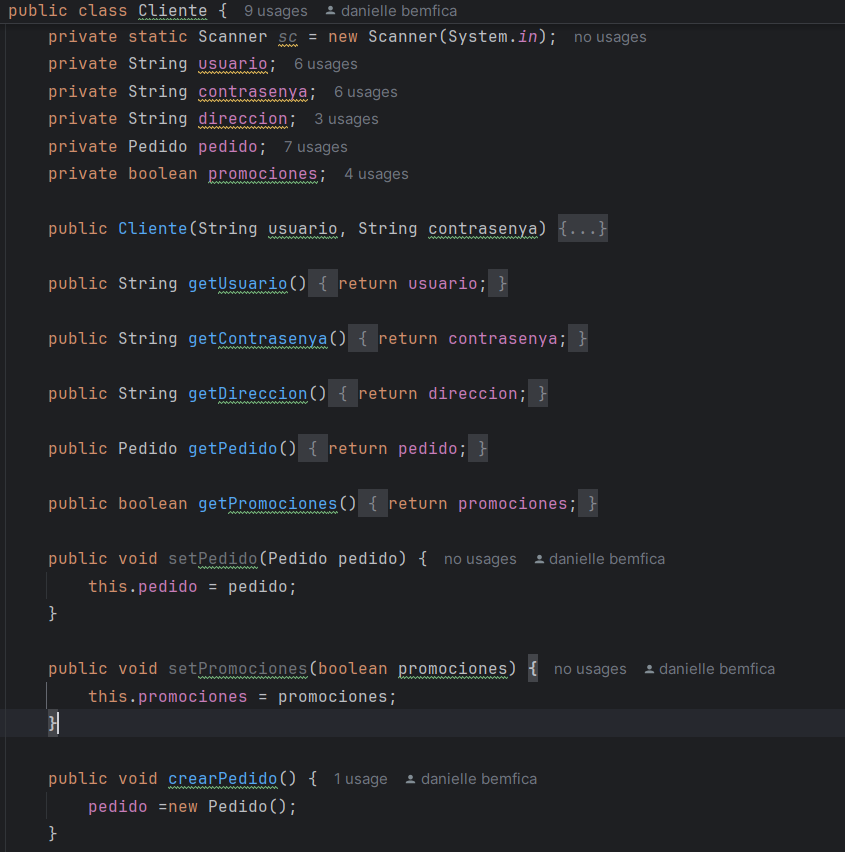 public class Cliente {  9 usages  danielle bemfica
private static Scanner sc = new Scanner(System.in);  no usages
private String usuario;  6 usages
private String contrasenya;  6 usages
private String direccion;  3 usages
private Pedido pedido;  7 usages
private boolean promociones;  4 usages
public Cliente(String usuario, String contrasenya) {...}
public String getUsuario() { return usuario; }
public String getContrasenya() { return contrasenya; }
public String getDireccion() { return direccion; }
public Pedido getPedido() { return pedido; }
public boolean getPromociones() { return promociones; }
public void setPedido(Pedido pedido) {  no usages  danielle bemfica
this.pedido = pedido;
}
public void setPromociones(boolean promociones) {  no usages  danielle bemfica
this.promociones = promociones;
}
public void crearPedido() {  1 usage  danielle bemfica
pedido =new Pedido();
}